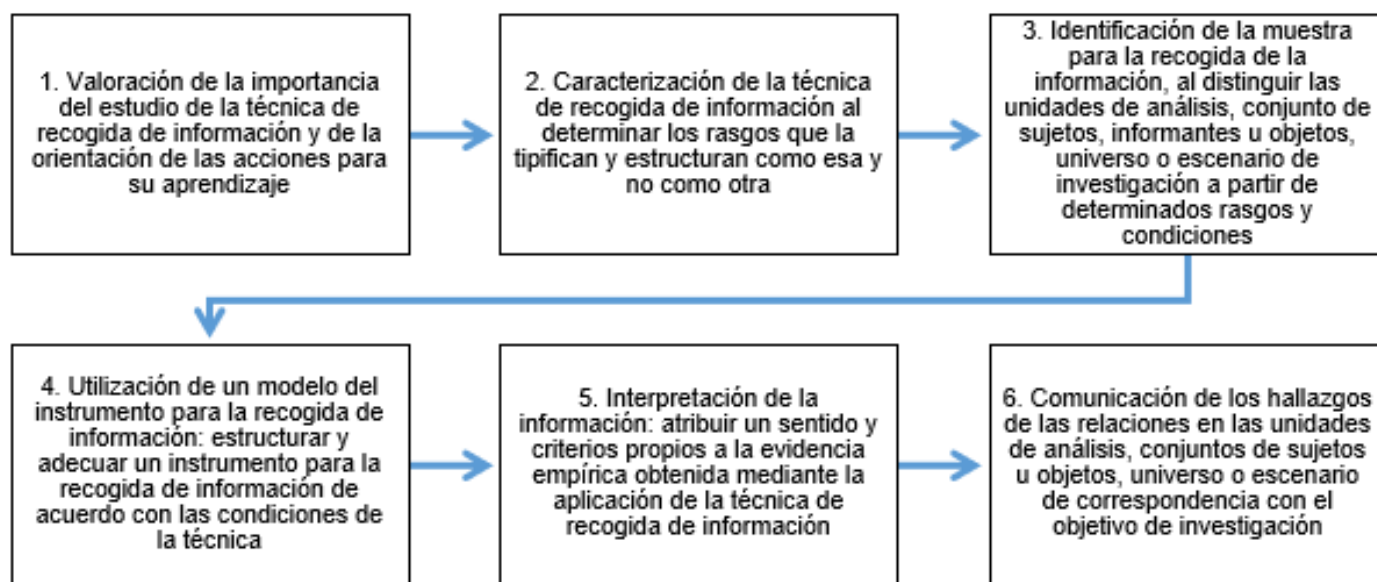 1. Valoración de la importancia
del estudio de la técnica de
recogida de información y de la
orientación de las acciones para
su aprendizaje
2. Caracterización de la técnica
de recogida de información al
determinar los rasgos que la
tipifican y estructuran como esa y
no como otra
3. Identificación de la muestra
para la recogida de la
información, al distinguir las
unidades de análisis, conjunto de
sujetos, informantes u objetos,
universo o escenario de
investigación a partir de
determinados rasgos y
condiciones
4. Utilización de un modelo del
instrumento para la recogida de
información: estructurar y
adecuar un instrumento para la
recogida de información de
acuerdo con las condiciones de
la técnica
5. Interpretación de la
información: atribuir un sentido y
criterios propios a la evidencia
empírica obtenida mediante la
aplicación de la técnica de
recogida de información
6. Comunicación de los hallazgos
de las relaciones en las unidades
de análisis, conjuntos de sujetos
u objetos, universo o escenario
de correspondencia con el
objetivo de investigación